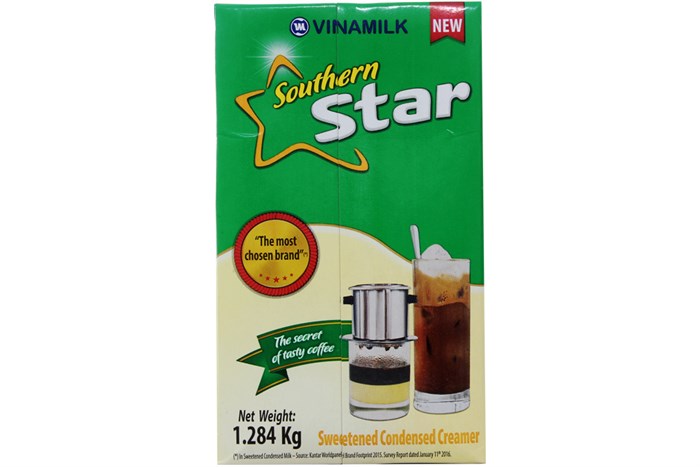 VINAMILK
NEW
Southern
Star
"The most
chosen brand"(*)
The secret
of tasty coffee
Net Weight:
1.284 Kg
Sweetened Condensed Creamer
(*) In Sweetened Condensed Milk – Source: Kantar Worldpanel Brand Footprint 2015. Survey Report dated January 11th 2016.